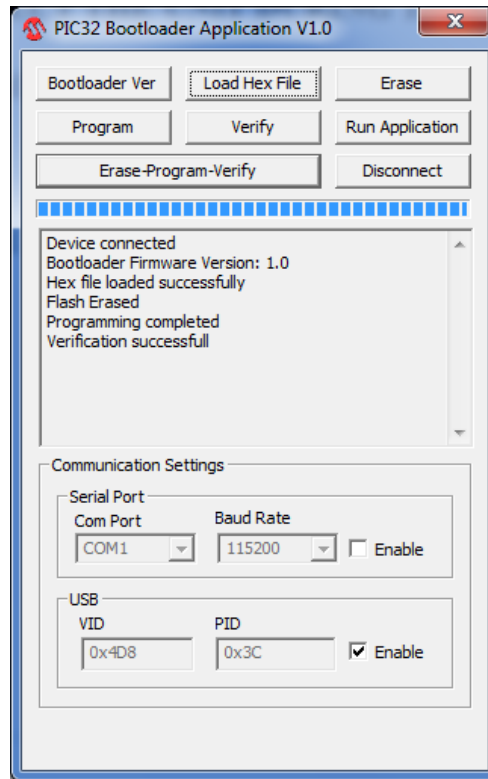 PIC32 Bootloader Application V1.0
Bootloader Ver Load Hex File Erase
Program Verify Run Application
Erase-Program-Verify Disconnect
Device connected
Bootloader Firmware Version: 1.0
Hex file loaded successfully
Flash Erased
Programming completed
Verification successfull
Communication Settings
Serial Port
Com Port Baud Rate
COM1 115200 Enable
USB
VID PID
0x4D8 0x3C Enable